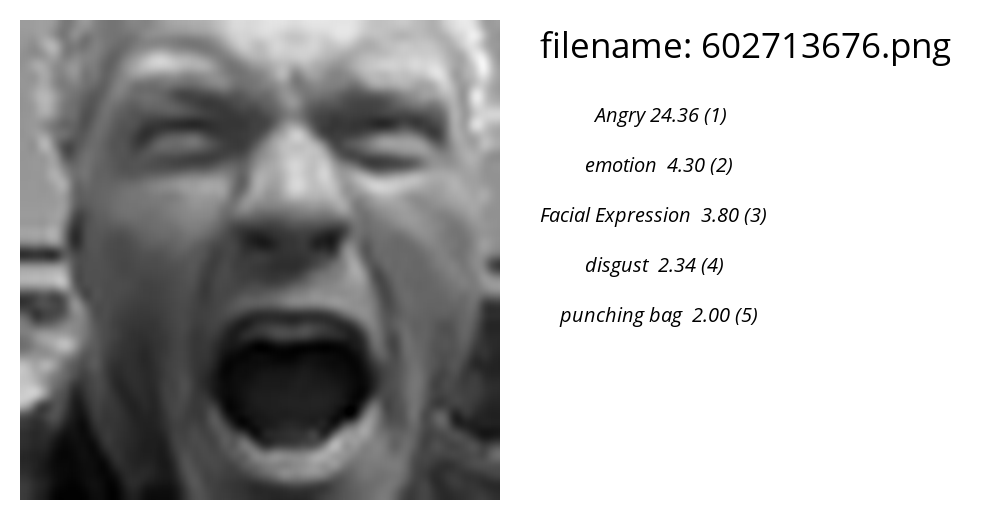 filename: 602713676.png
Angry 24.36 (1)
emotion 4.30 (2)
Facial Expression 3.80 (3)
disgust 2.34 (4)
punching bag 2.00 (5)